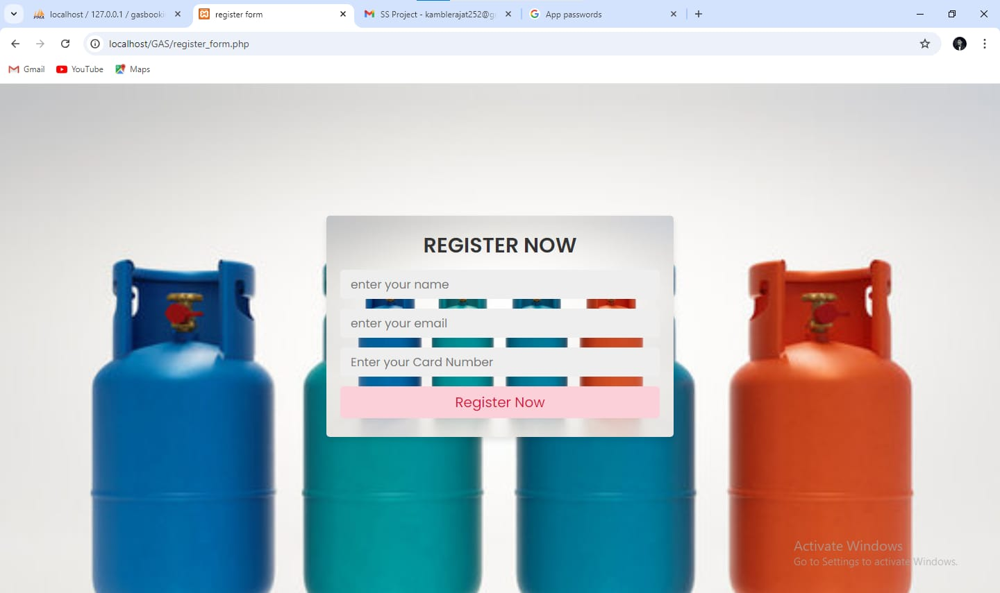 localhost / 127.0.0.1 / gasbooki
register form
SS Project - kamblerajat252@g
App passwords
localhost/GAS/register_form.php
Gmail
YouTube
Maps
REGISTER NOW
enter your name
enter your email
Enter your Card Number
Register Now
Activate Windows
Go to Settings to activate Windows.